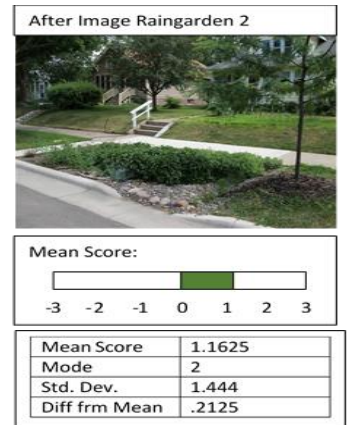 After Image Raingarden 2
Mean Score:
-3 -2 -1 0 1 2 3
Mean Score 1.1625
Mode 2
Std. Dev. 1.444
Diff frm Mean .2125